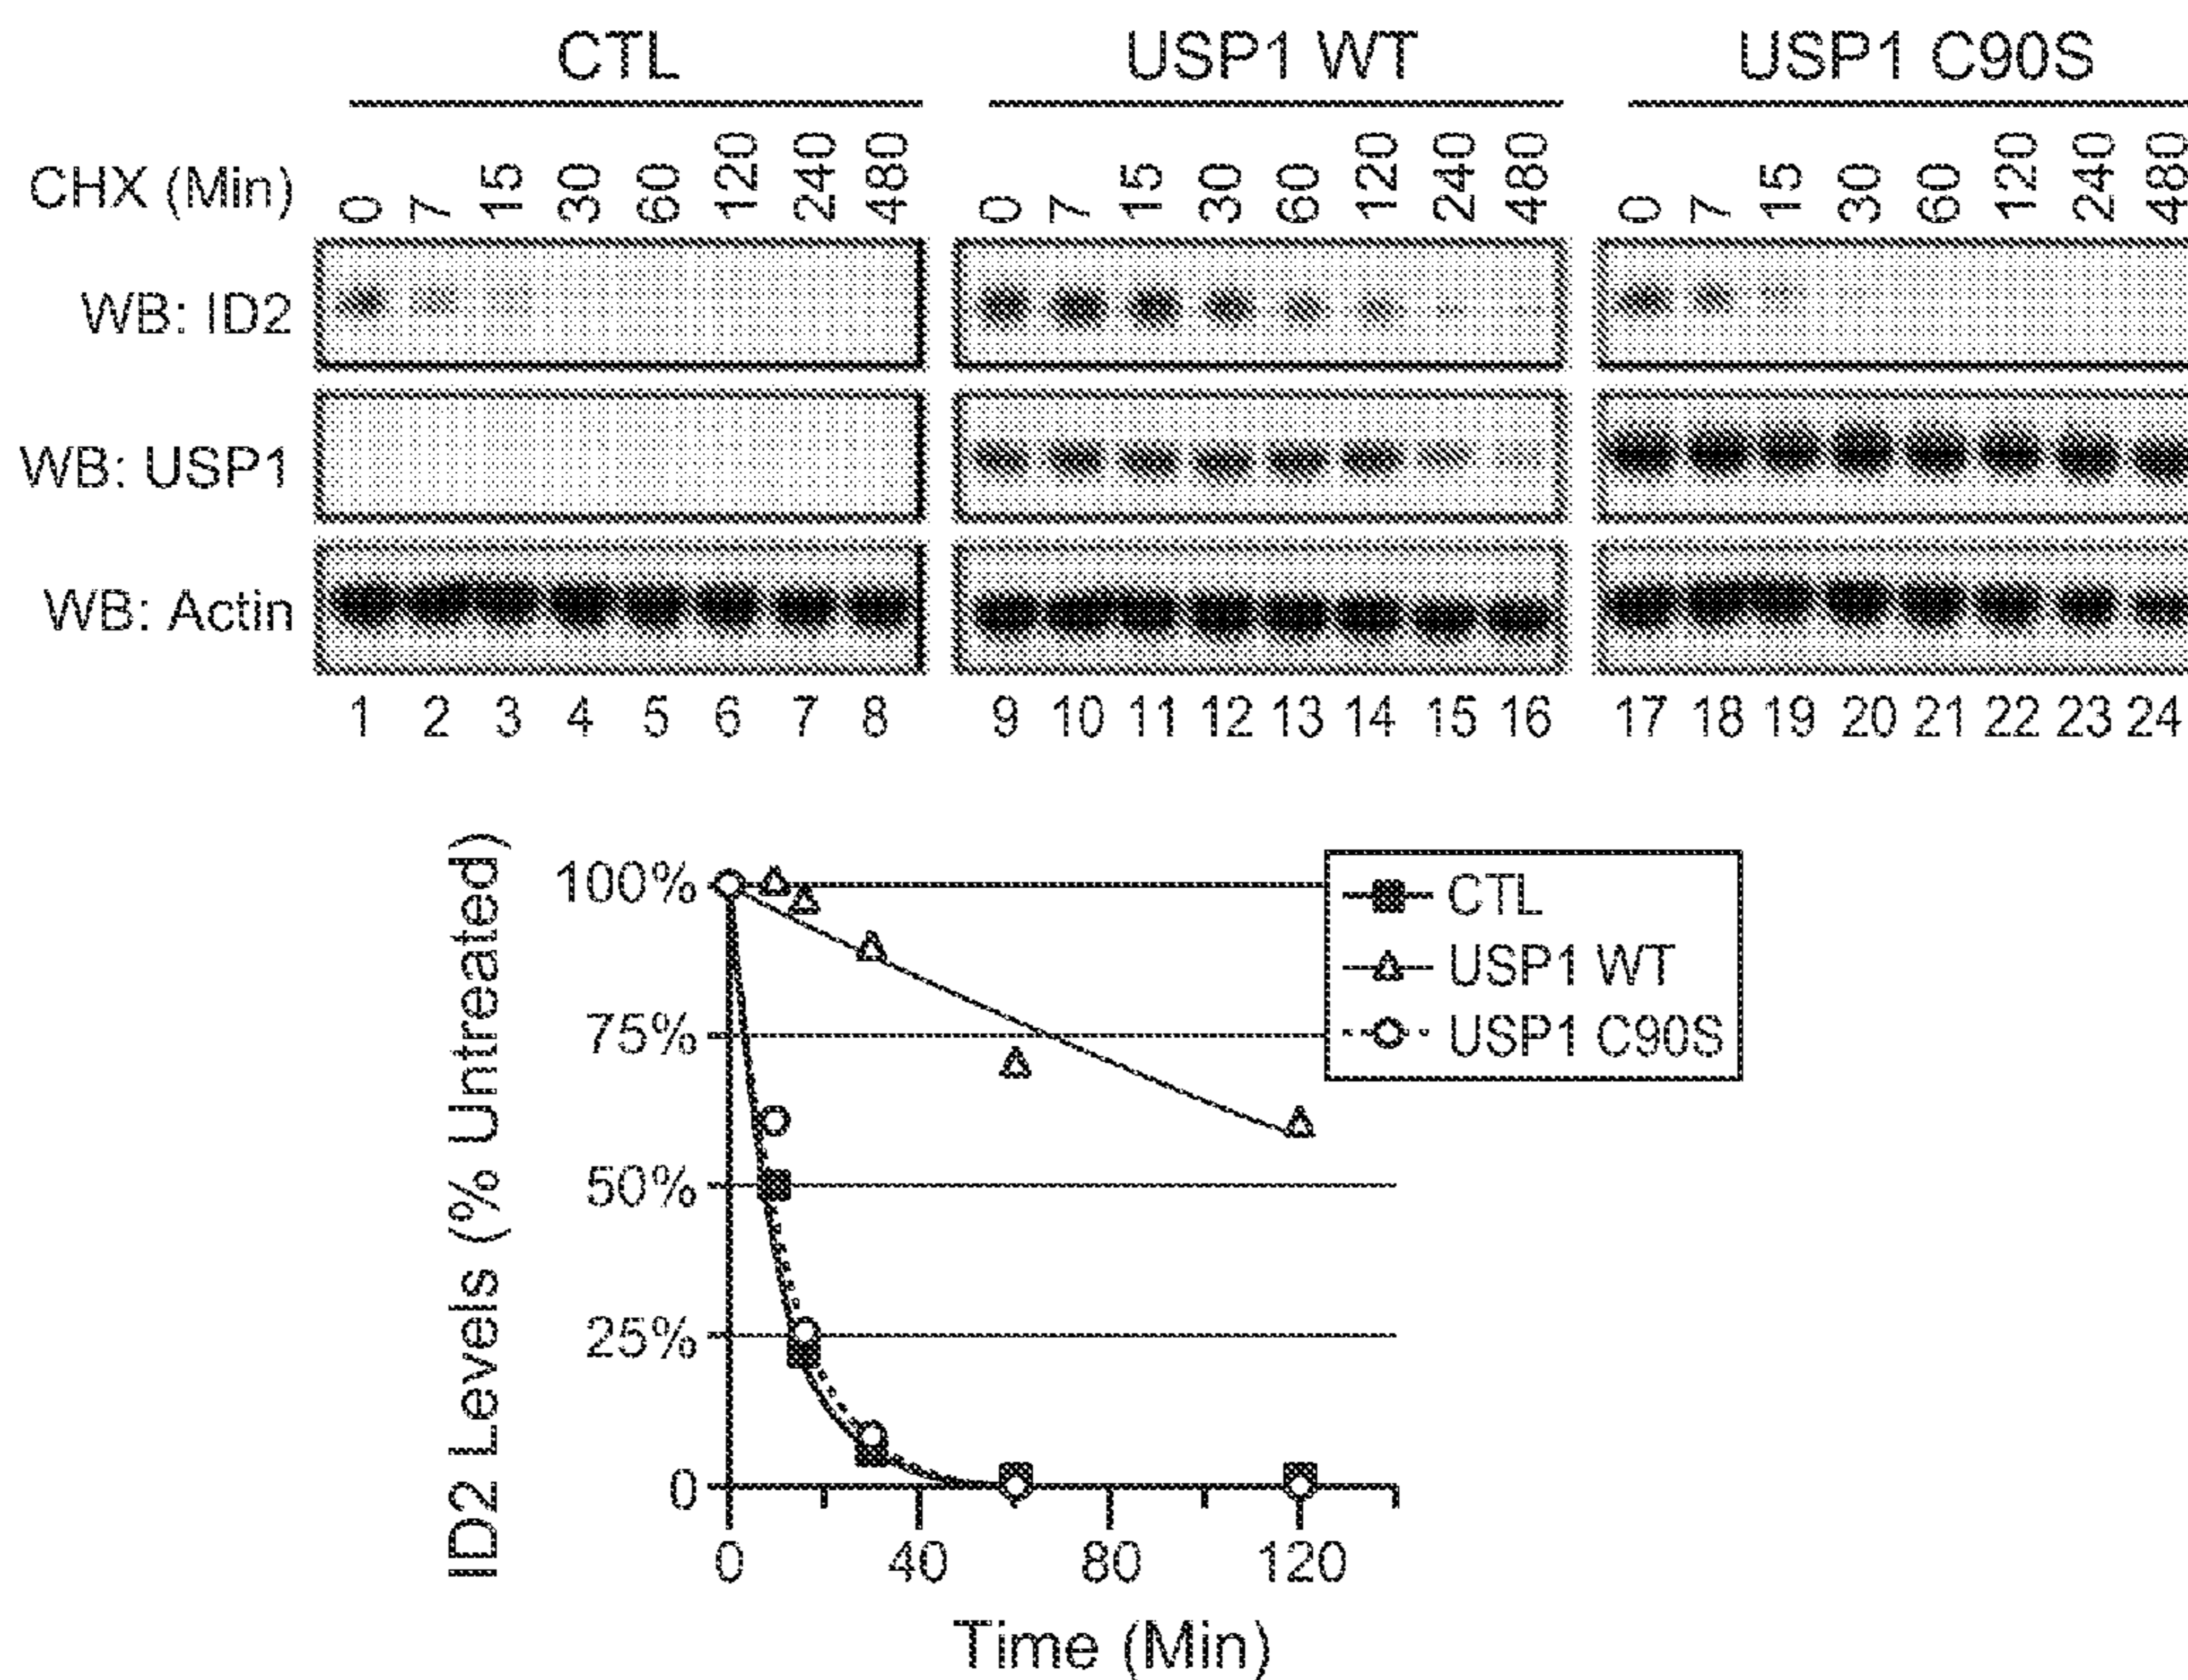 CTL USP1 WT USP1 C90S
CHX (Min) 0 7 15 30 60 120 240 480 0 7 15 30 60 120 240 480 0 7 15 30 60 120 240 480
WB: ID2
WB: USP1
WB: Actin
1 2 3 4 5 6 7 8 9 10 11 12 13 14 15 16 17 18 19 20 21 22 23 24
ID2 Levels (% Untreated)
100%
75%
50%
25%
0
0 40 80 120
Time (Min)
CTL
USP1 WT
USP1 C90S